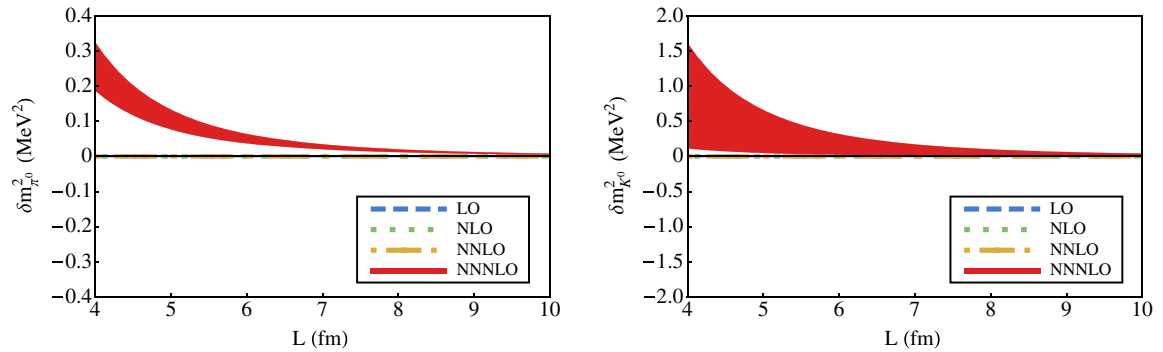 0.4
0.3
0.2
0.1
0
−0.1
−0.2
−0.3
−0.4
δm²π⁰ (MeV²)
LO
NLO
NNLO
NNNLO
4 5 6 7 8 9 10
L (fm)
2.0
1.5
1.0
0.5
0
−0.5
−1.0
−1.5
−2.0
δm²K⁰ (MeV²)
LO
NLO
NNLO
NNNLO
4 5 6 7 8 9 10
L (fm)